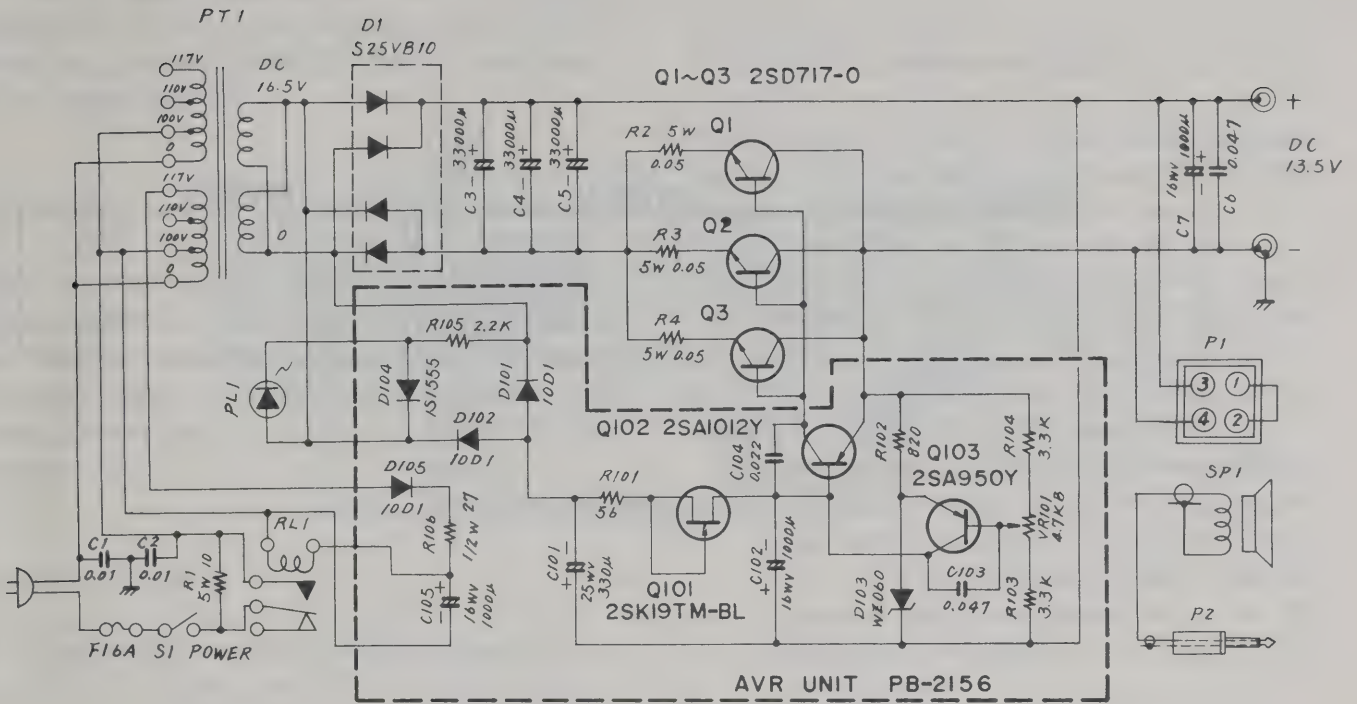 PT1
D1
S25VB10
117V
110V
100V
0
117V
110V
100V
0
DC
16.5V
0
33000µ
C3
33000µ
C4
33000µ
C5
Q1~Q3 2SD717-O
R2 5W
0.05
Q1
R3
5W 0.05
Q2
R4
5W 0.05
Q3
16WV 1000µ
C7
0.047
C6
+
DC
13.5V
-
P1
3 1
4 2
SP1
P2
R105 2.2K
D104
1S1555
D101
10D1
PL1
D102
10D1
D105
10D1
R106
1/2W 27
RL1
C1
0.01
C2
0.01
R1
5W 10
F1 6A S1 POWER
C105
16WV
1000µ
R101
56
C101
25WV
330µ
Q101
2SK19TM-BL
C102
16WV 1000µ
Q102 2SA1012Y
C104
0.022
R102
820
Q103
2SA950Y
R104
3.3K
VR101
4.7KB
D103
WZ060
C103
0.047
R103
3.3K
AVR UNIT PB-2156